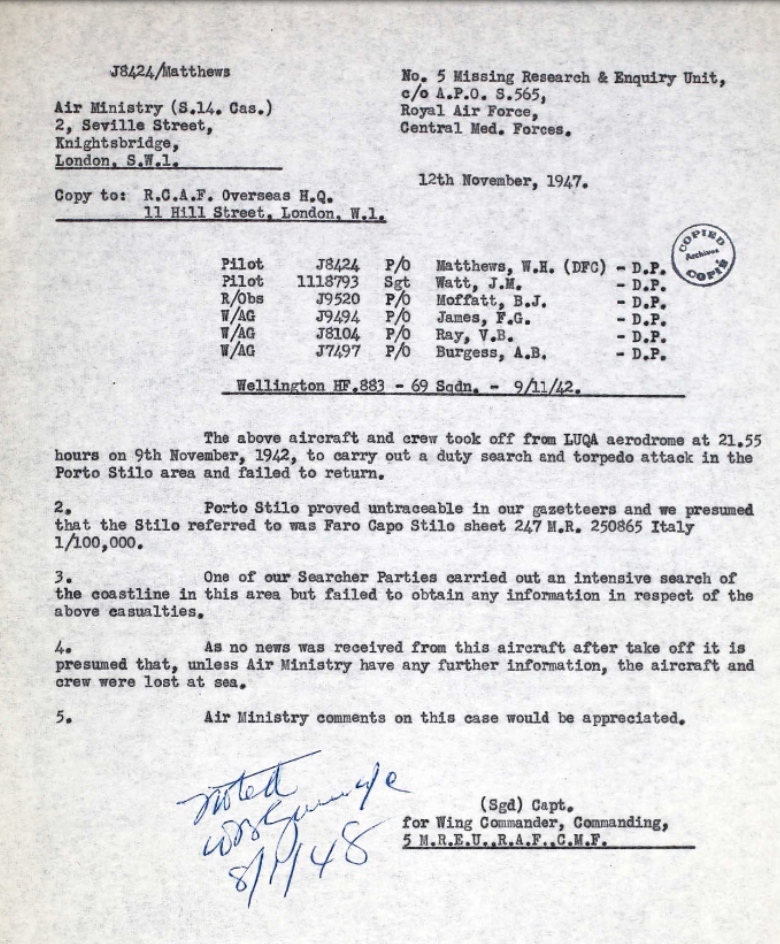 J8424/Matthews
No. 5 Missing Research & Enquiry Unit,
c/o A.P.O. S.565,
Royal Air Force,
Central Med. Forces.
Air Ministry (S.14. Cas.)
2, Seville Street,
Knightsbridge,
London, S.W.1.
12th November, 1947.
Copy to: R.C.A.F. Overseas H.Q.
11 Hill Street, London, W.1.
COPIED
Archives
COPIÉ
Pilot J8424 P/O Matthews, W.H. (DFC) - D.P.
Pilot 1118793 Sgt Watt, J.M. - D.P.
R/Obs J9520 P/O Moffatt, B.J. - D.P.
W/AG J9494 P/O James, F.G. - D.P.
W/AG J8104 P/O Ray, V.B. - D.P.
W/AG J7497 P/O Burgess, A.B. - D.P.
Wellington HF.883 - 69 Sqdn. - 9/11/42.
The above aircraft and crew took off from LUQA aerodrome at 21.55
hours on 9th November, 1942, to carry out a duty search and torpedo attack in the
Porto Stilo area and failed to return.
2. Porto Stilo proved untraceable in our gazetteers and we presumed
that the Stilo referred to was Faro Capo Stilo sheet 247 M.R. 250865 Italy
1/100,000.
3. One of our Searcher Parties carried out an intensive search of
the coastline in this area but failed to obtain any information in respect of the
above casualties.
4. As no news was received from this aircraft after take off it is
presumed that, unless Air Ministry have any further information, the aircraft and
crew were lost at sea.
5. Air Ministry comments on this case would be appreciated.
noted
8/1/48
(Sgd) Capt.
for Wing Commander, Commanding,
5 M.R.E.U.,R.A.F.,C.M.F.